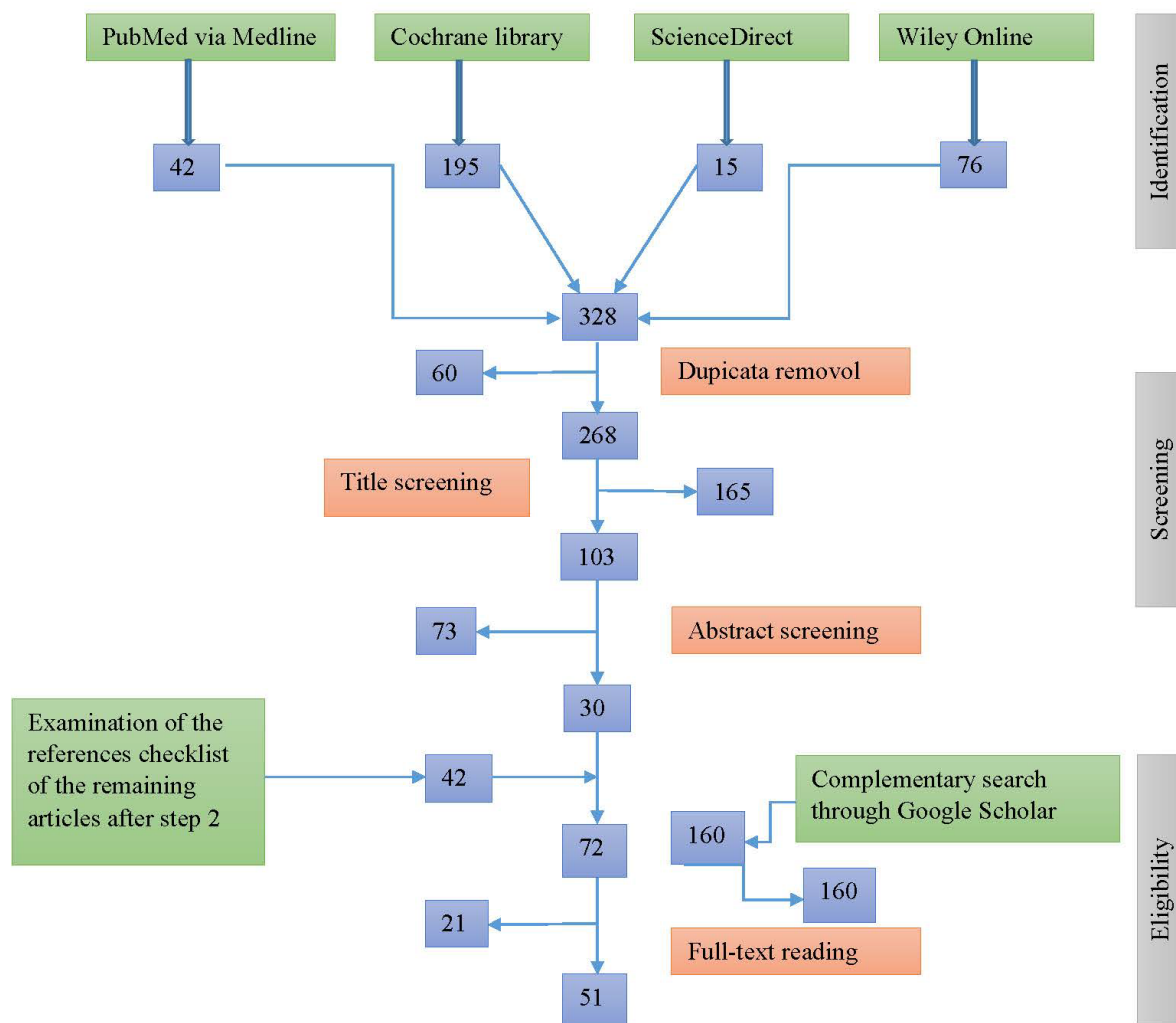 PubMed via Medline
Cochrane library
ScienceDirect
Wiley Online
Identification
42
195
15
76
328
60
Dupicata removol
268
Screening
Title screening
165
103
73
Abstract screening
30
Examination of the
references checklist
of the remaining
articles after step 2
42
Complementary search
through Google Scholar
72
160
160
Eligibility
21
Full-text reading
51